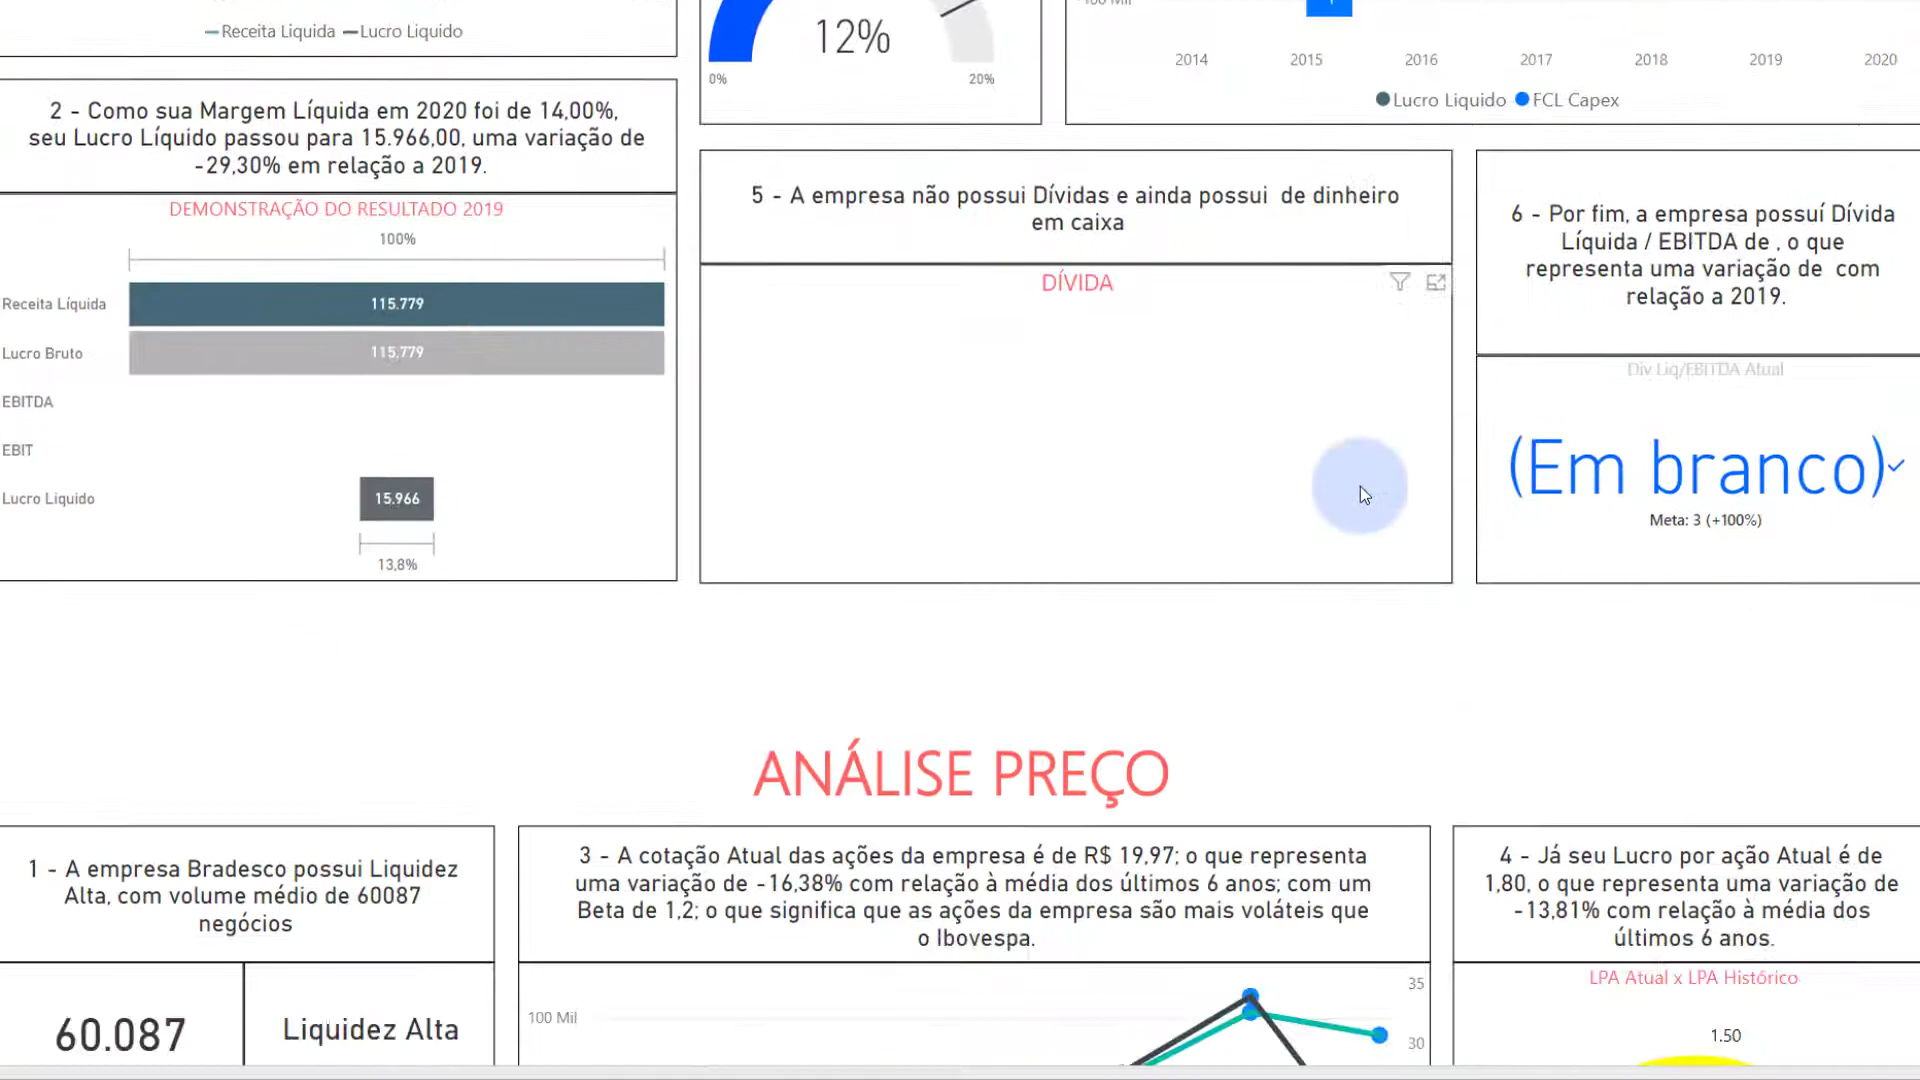 Receita Liquida
Lucro Liquido
12%
0%
20%
2014
2015
2016
2017
2018
2019
2020
Lucro Liquido
FCL Capex
2 - Como sua Margem Líquida em 2020 foi de 14,00%,
seu Lucro Líquido passou para 15.966,00, uma variação de
-29,30% em relação a 2019.
DEMONSTRAÇÃO DO RESULTADO 2019
100%
Receita Líquida
115.779
Lucro Bruto
115.779
EBITDA
EBIT
Lucro Liquido
15.966
13,8%
5 - A empresa não possui Dívidas e ainda possui  de dinheiro
em caixa
DÍVIDA
6 - Por fim, a empresa possuí Dívida
Líquida / EBITDA de , o que
representa uma variação de  com
relação a 2019.
Div Liq/EBITDA Atual
(Em branco)
Meta: 3 (+100%)
ANÁLISE PREÇO
1 - A empresa Bradesco possui Liquidez
Alta, com volume médio de 60087
negócios
60.087
Liquidez Alta
3 - A cotação Atual das ações da empresa é de R$ 19,97; o que representa
uma variação de -16,38% com relação à média dos últimos 6 anos; com um
Beta de 1,2; o que significa que as ações da empresa são mais voláteis que
o Ibovespa.
35
100 Mil
30
4 - Já seu Lucro por ação Atual é de
1,80, o que representa uma variação de
-13,81% com relação à média dos
últimos 6 anos.
LPA Atual x LPA Histórico
1.50